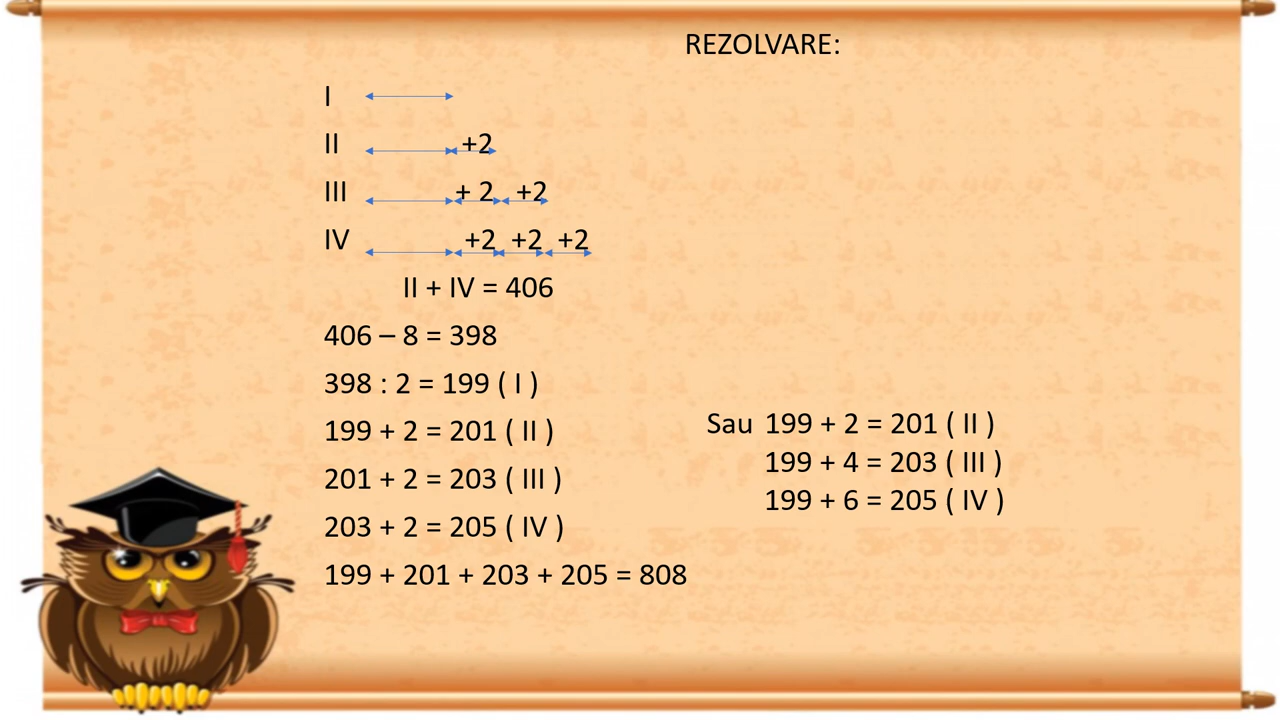 REZOLVARE:
I
II +2
III + 2 +2
IV +2 +2 +2
II + IV = 406
406 – 8 = 398
398 : 2 = 199 ( I )
199 + 2 = 201 ( II )
201 + 2 = 203 ( III )
203 + 2 = 205 ( IV )
199 + 201 + 203 + 205 = 808
Sau 199 + 2 = 201 ( II )
199 + 4 = 203 ( III )
199 + 6 = 205 ( IV )